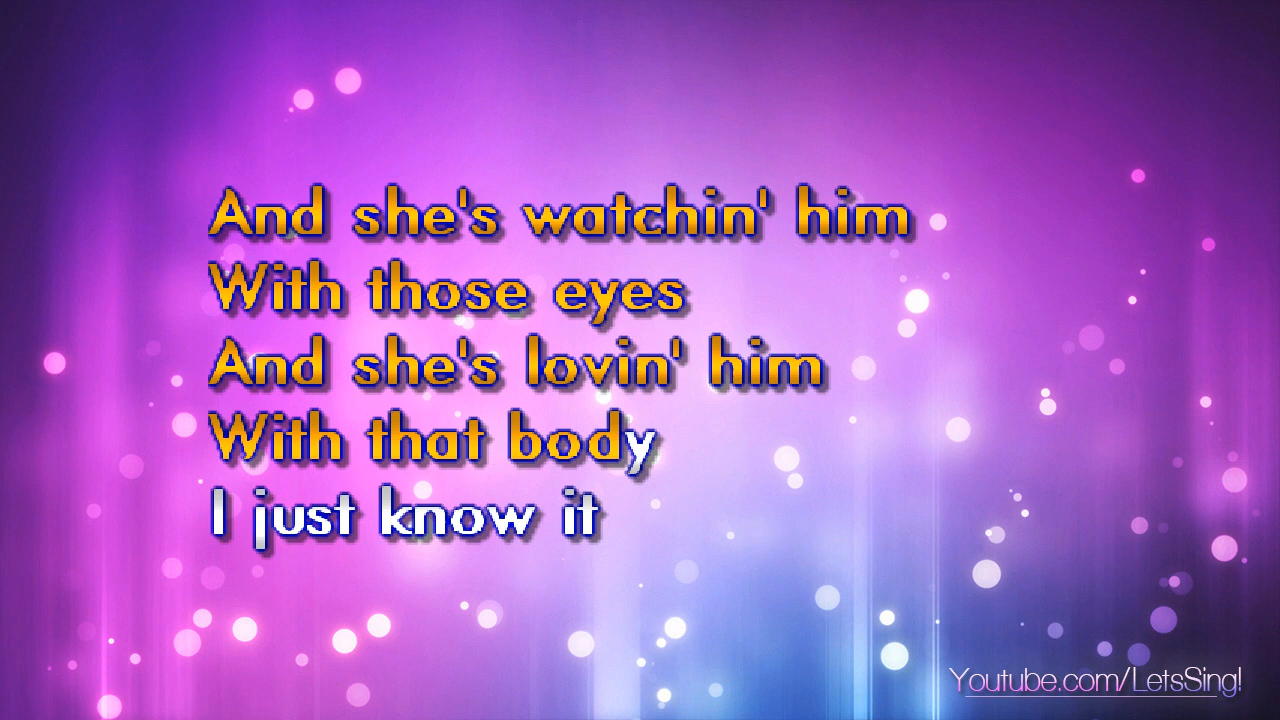 And she's watchin' him
With those eyes
And she's lovin' him
With that body
I just know it
Youtube.com/LetsSing!